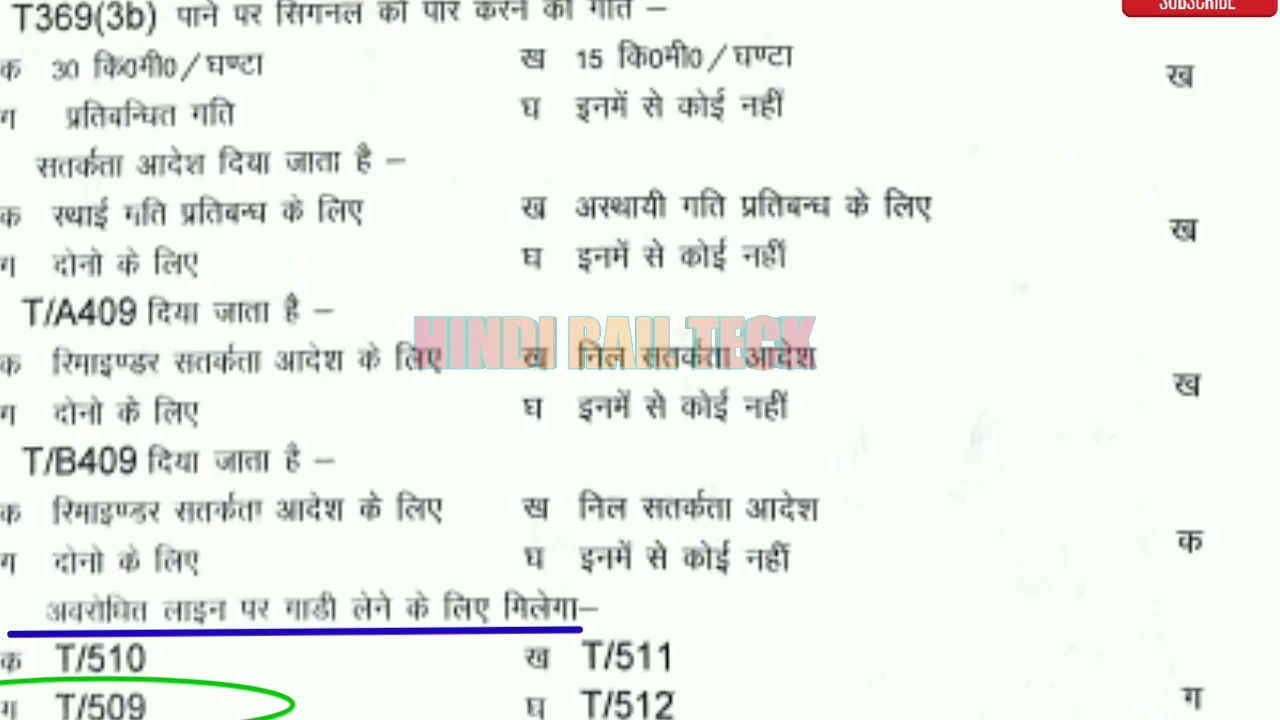 SUBSCRIBE
T369(3b) पाने पर सिगनल को पार करने की गति –
क 30 कि0मी0/घण्टा ख 15 कि0मी0/घण्टा ख
ग प्रतिबन्धित गति घ इनमें से कोई नहीं
सतर्कता आदेश दिया जाता है –
क स्थाई गति प्रतिबन्ध के लिए ख अस्थायी गति प्रतिबन्ध के लिए ख
ग दोनो के लिए घ इनमें से कोई नहीं
T/A409 दिया जाता है –
HINDI RAIL TECK
क रिमाइण्डर सतर्कता आदेश के लिए ख निल सतर्कता आदेश ख
ग दोनो के लिए घ इनमें से कोई नहीं
T/B409 दिया जाता है –
क रिमाइण्डर सतर्कता आदेश के लिए ख निल सतर्कता आदेश क
ग दोनो के लिए घ इनमें से कोई नहीं
अवरोधित लाइन पर गाडी लेने के लिए मिलेगा–
क T/510 ख T/511
ग T/509 घ T/512 ग